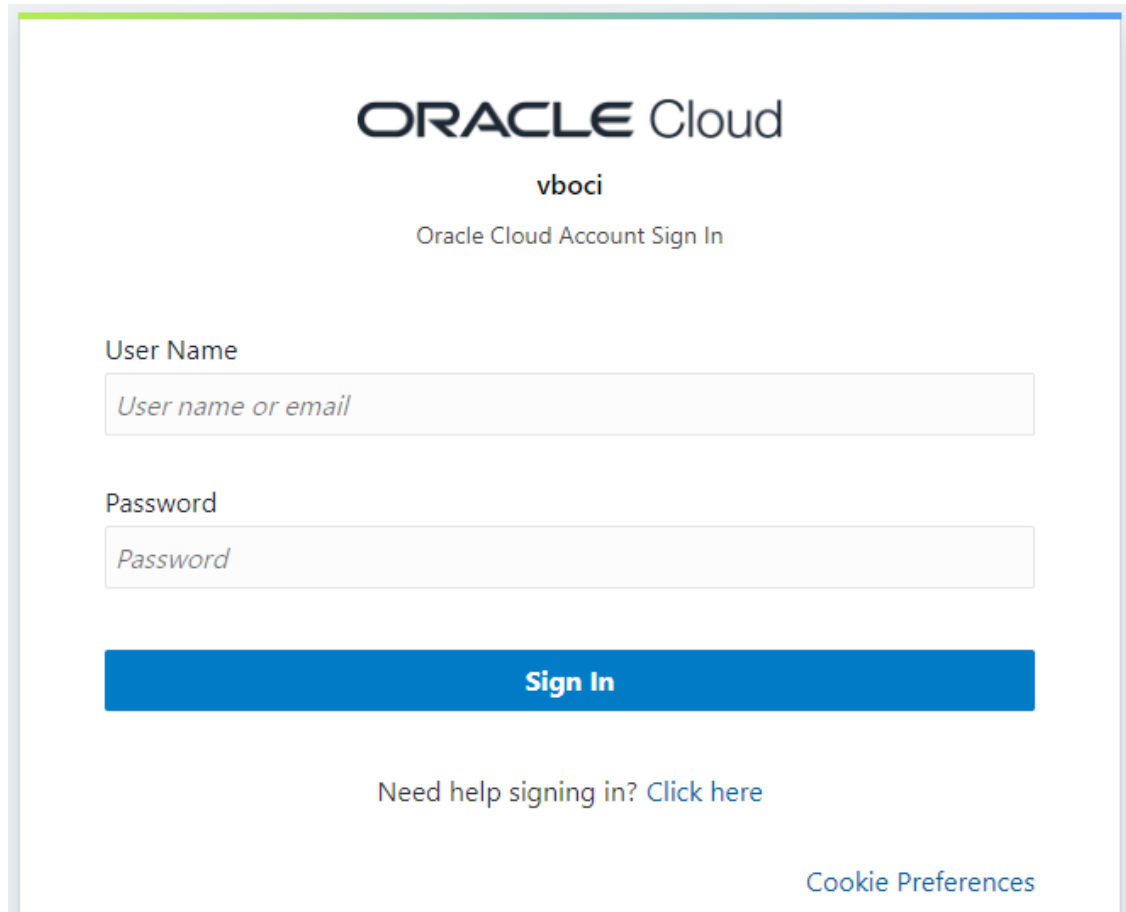 ORACLE Cloud
vboci
Oracle Cloud Account Sign In
User Name
User name or email
Password
Password
Sign In
Need help signing in? Click here
Cookie Preferences